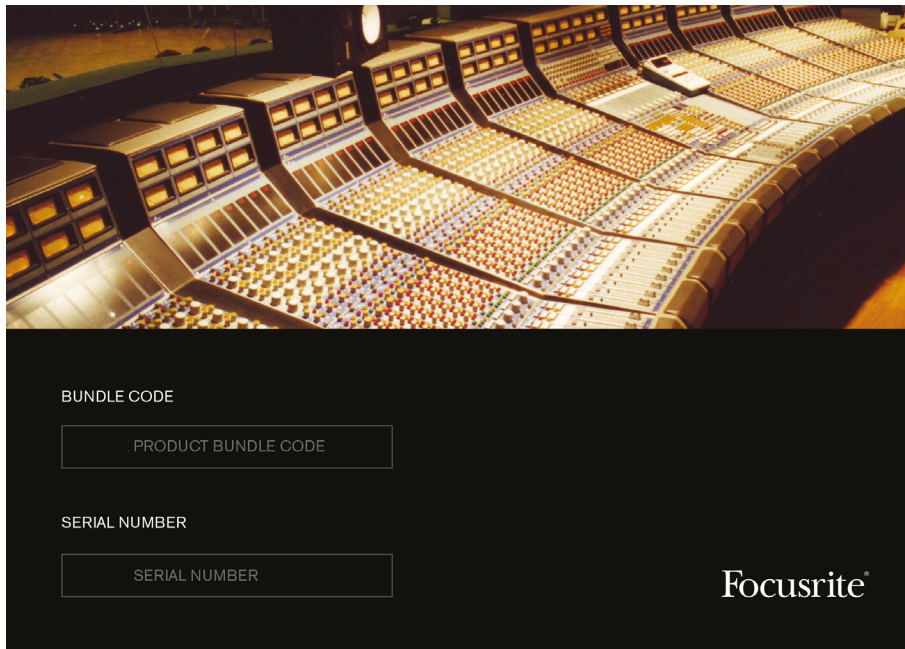 BUNDLE CODE
PRODUCT BUNDLE CODE
SERIAL NUMBER
SERIAL NUMBER
Focusrite®